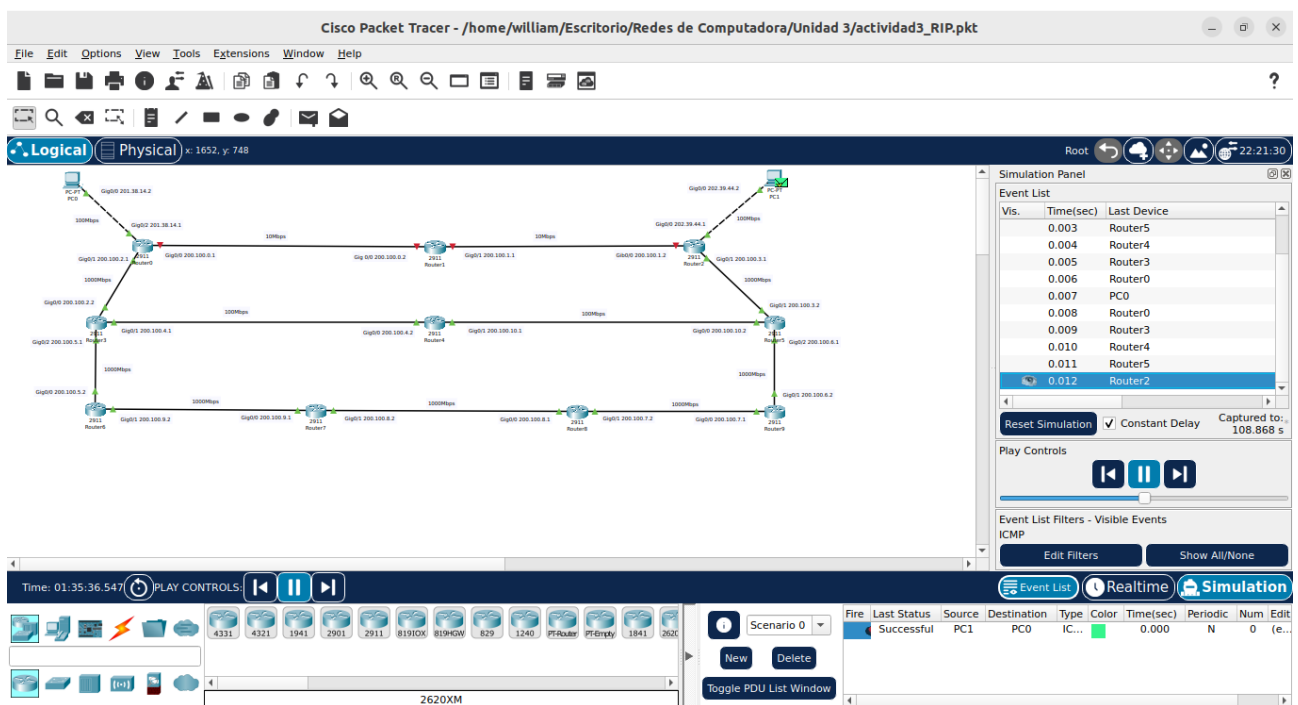 Cisco Packet Tracer - /home/william/Escritorio/Redes de Computadora/Unidad 3/actividad3_RIP.pkt
File Edit Options View Tools Extensions Window Help
?
Logical Physical x: 1652, y: 748 Root 22:21:30
PC-PT
PC0
Gig0/0 201.38.14.2
100Mbps
Gig0/2 201.38.14.1
Gig0/0 202.39.44.2
PC-PT
PC1
100Mbps
Gig0/2 202.39.44.1
10Mbps
10Mbps
Gig0/1 200.100.2.1
2911
Router0
Gig0/0 200.100.0.1
Gig 0/0 200.100.0.2
2911
Router1
Gig0/1 200.100.1.1
Gib0/0 200.100.1.2
2911
Router2
Gig0/1 200.100.3.1
1000Mbps
1000Mbps
Gig0/0 200.100.2.2
Gig0/1 200.100.3.2
100Mbps
100Mbps
2911
Router3
Gig0/1 200.100.4.1
Gig0/0 200.100.4.2
2911
Router4
Gig0/1 200.100.10.1
Gig0/0 200.100.10.2
2911
Router5
Gig0/2 200.100.5.1
Gig0/2 200.100.6.1
1000Mbps
1000Mbps
Gig0/0 200.100.5.2
Gig0/1 200.100.6.2
1000Mbps
1000Mbps
1000Mbps
2911
Router6
Gig0/1 200.100.9.2
Gig0/0 200.100.9.1
2911
Router7
Gig0/1 200.100.8.2
Gig0/0 200.100.8.1
2911
Router8
Gig0/1 200.100.7.2
Gig0/0 200.100.7.1
2911
Router9
Simulation Panel
Event List
Vis. Time(sec) Last Device
0.003 Router5
0.004 Router4
0.005 Router3
0.006 Router0
0.007 PC0
0.008 Router0
0.009 Router3
0.010 Router4
0.011 Router5
0.012 Router2
Reset Simulation Constant Delay Captured to:
108.868 s
Play Controls
Event List Filters - Visible Events
ICMP
Edit Filters Show All/None
Time: 01:35:36.547 PLAY CONTROLS: Event List Realtime Simulation
4331 4321 1941 2901 2911 819IOX 819HGW 829 1240 PT-Router PT-Empty 1841 2620
2620XM
Scenario 0
New Delete
Toggle PDU List Window
Fire Last Status Source Destination Type Color Time(sec) Periodic Num Edit
Successful PC1 PC0 IC... 0.000 N 0 (e...